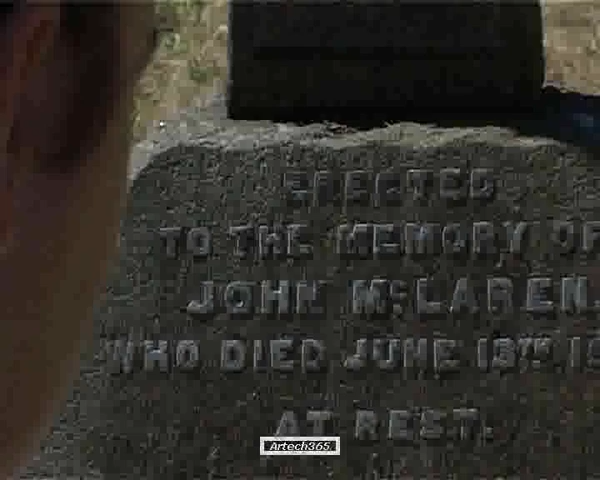 ERECTED
TO THE MEMORY OF
JOHN McLAREN.
WHO DIED JUNE
AT REST.
Artech365